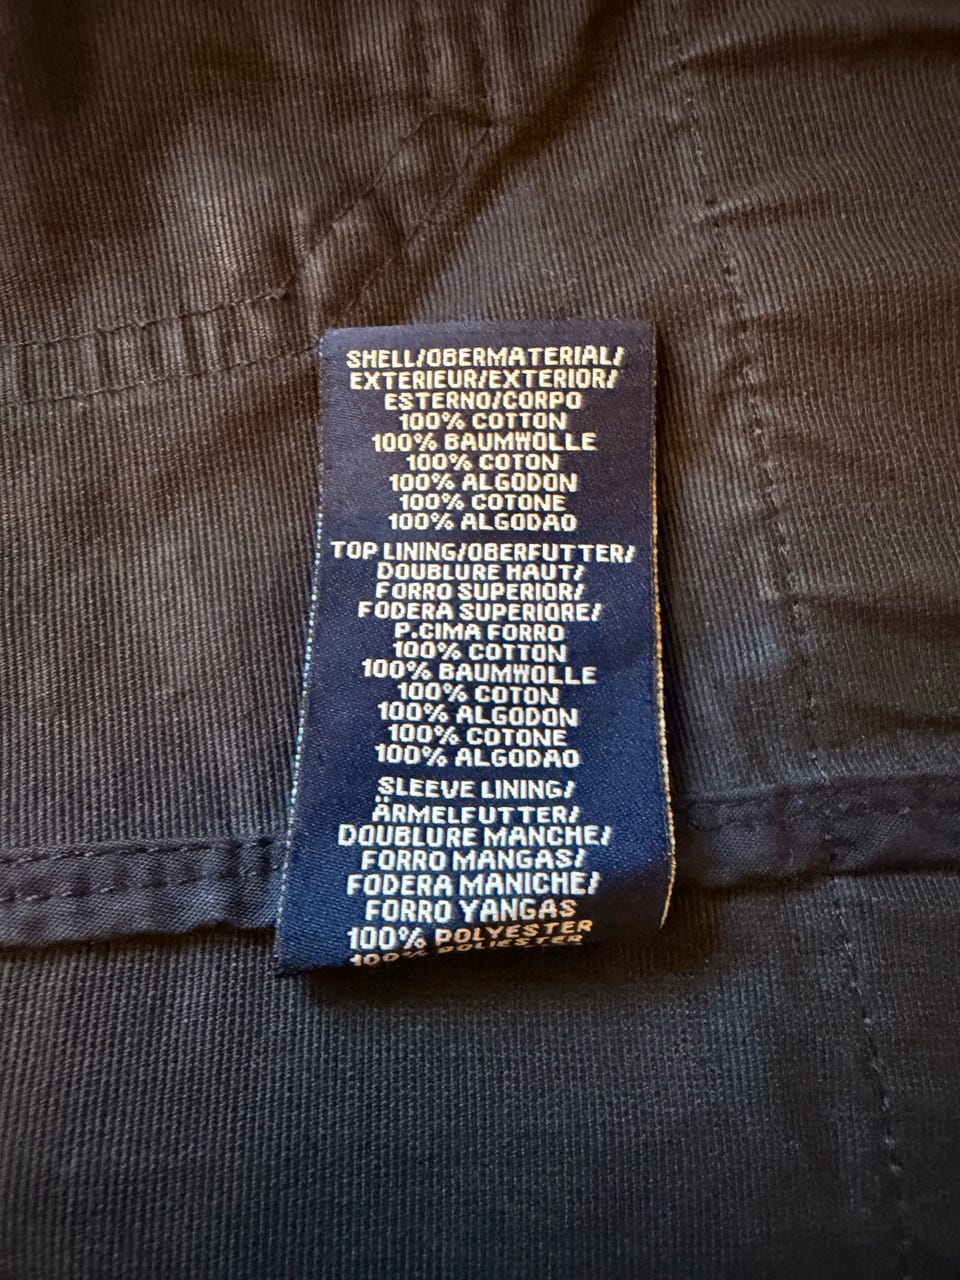 SHELL/OBERMATERIAL/
EXTERIEUR/EXTERIOR/
ESTERNO/CORPO
100% COTTON
100% BAUMWOLLE
100% COTON
100% ALGODON
100% COTONE
100% ALGODAO
TOP LINING/OBERFUTTER/
DOUBLURE HAUT/
FORRO SUPERIOR/
FODERA SUPERIORE/
P.CIMA FORRO
100% COTTON
100% BAUMWOLLE
100% COTON
100% ALGODON
100% COTONE
100% ALGODAO
SLEEVE LINING/
ÄRMELFUTTER/
DOUBLURE MANCHE/
FORRO MANGAS/
FODERA MANICHE/
FORRO YANGAS
100% POLYESTER
100% POLIESTER